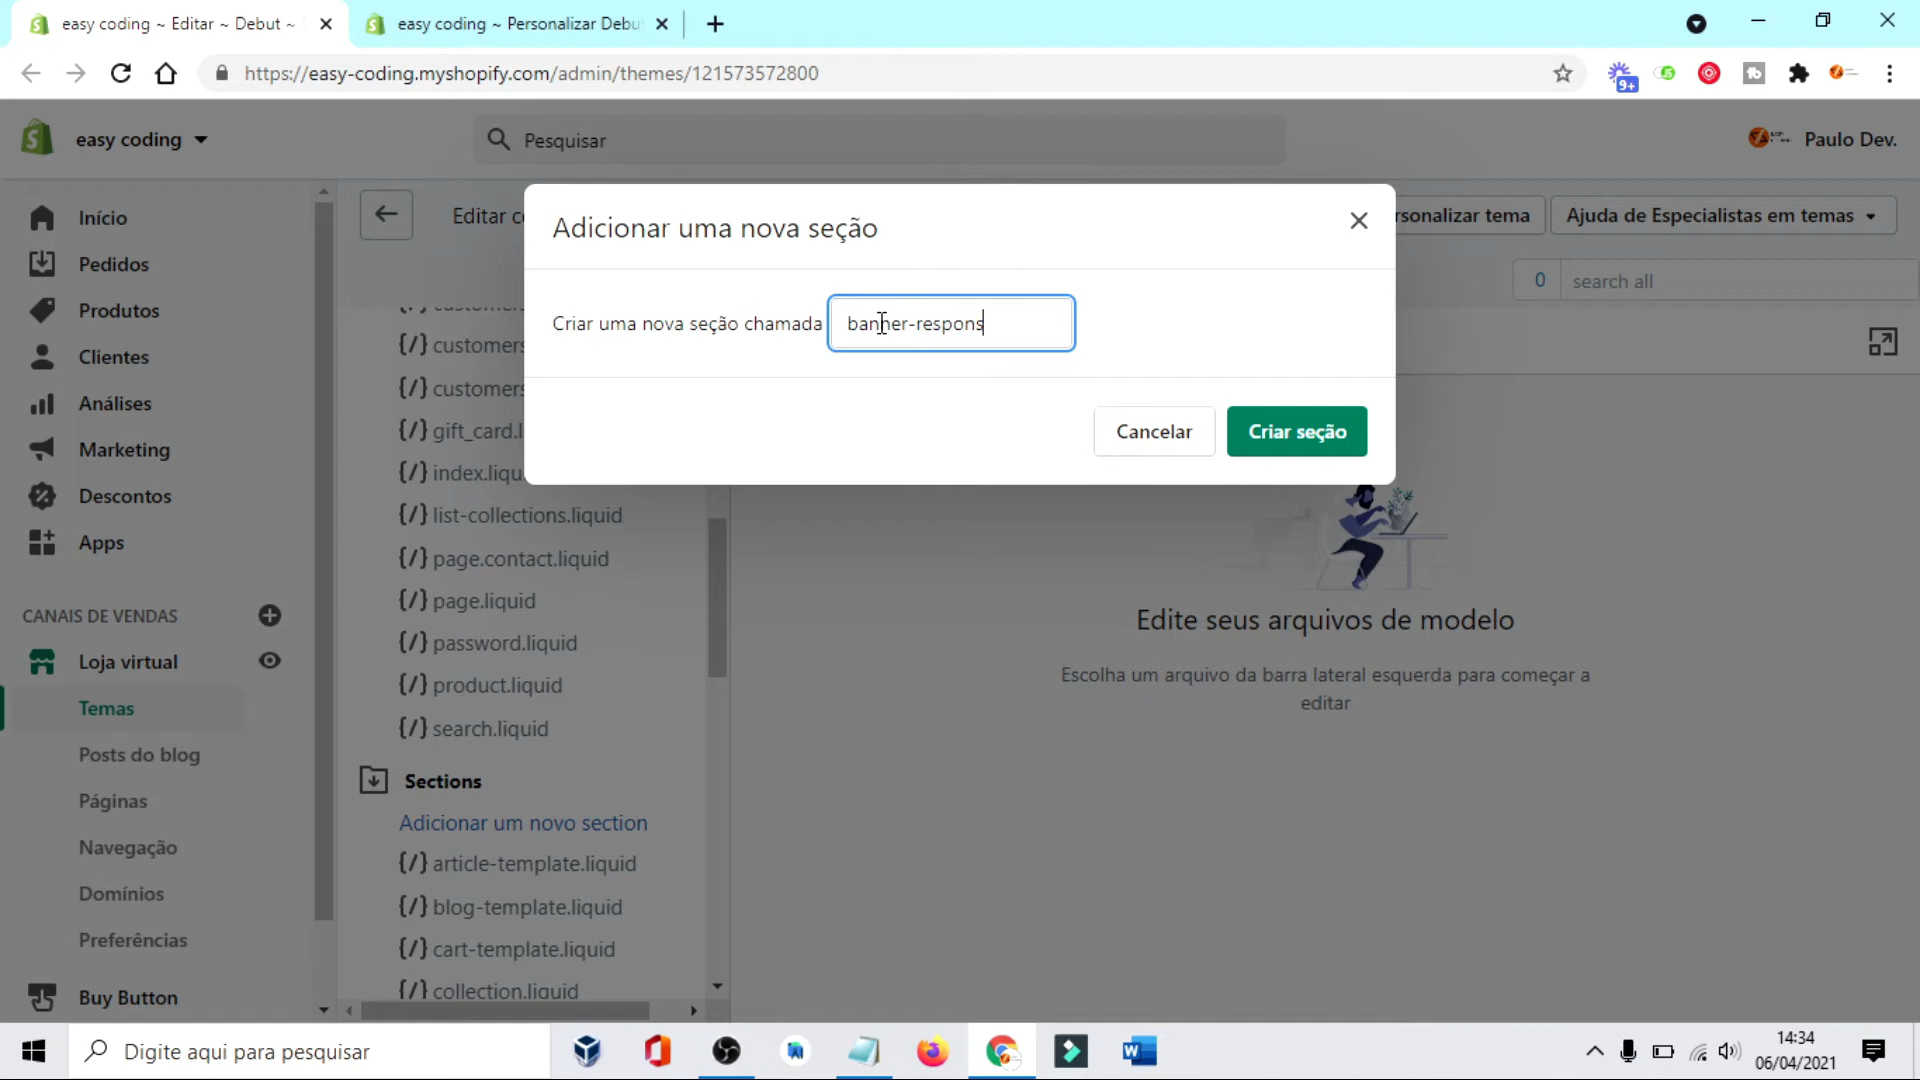 easy coding ~ Editar ~ Debut ~
easy coding ~ Personalizar Debu
https://easy-coding.myshopify.com/admin/themes/121573572800
9+
easy coding
Pesquisar
Paulo Dev.
Início
Pedidos
Produtos
Clientes
Análises
Marketing
Descontos
Apps
CANAIS DE VENDAS
Loja virtual
Temas
Posts do blog
Páginas
Navegação
Domínios
Preferências
Buy Button
Editar c
rsonalizar tema
Ajuda de Especialistas em temas
0
search all
Adicionar uma nova seção
Criar uma nova seção chamada
banner-respons
Cancelar
Criar seção
{/} customers
{/} customers
{/} gift_card.l
{/} index.liqu
{/} list-collections.liquid
{/} page.contact.liquid
{/} page.liquid
{/} password.liquid
{/} product.liquid
{/} search.liquid
Sections
Adicionar um novo section
{/} article-template.liquid
{/} blog-template.liquid
{/} cart-template.liquid
{/} collection.liquid
Edite seus arquivos de modelo
Escolha um arquivo da barra lateral esquerda para começar a
editar
Digite aqui para pesquisar
14:34
06/04/2021